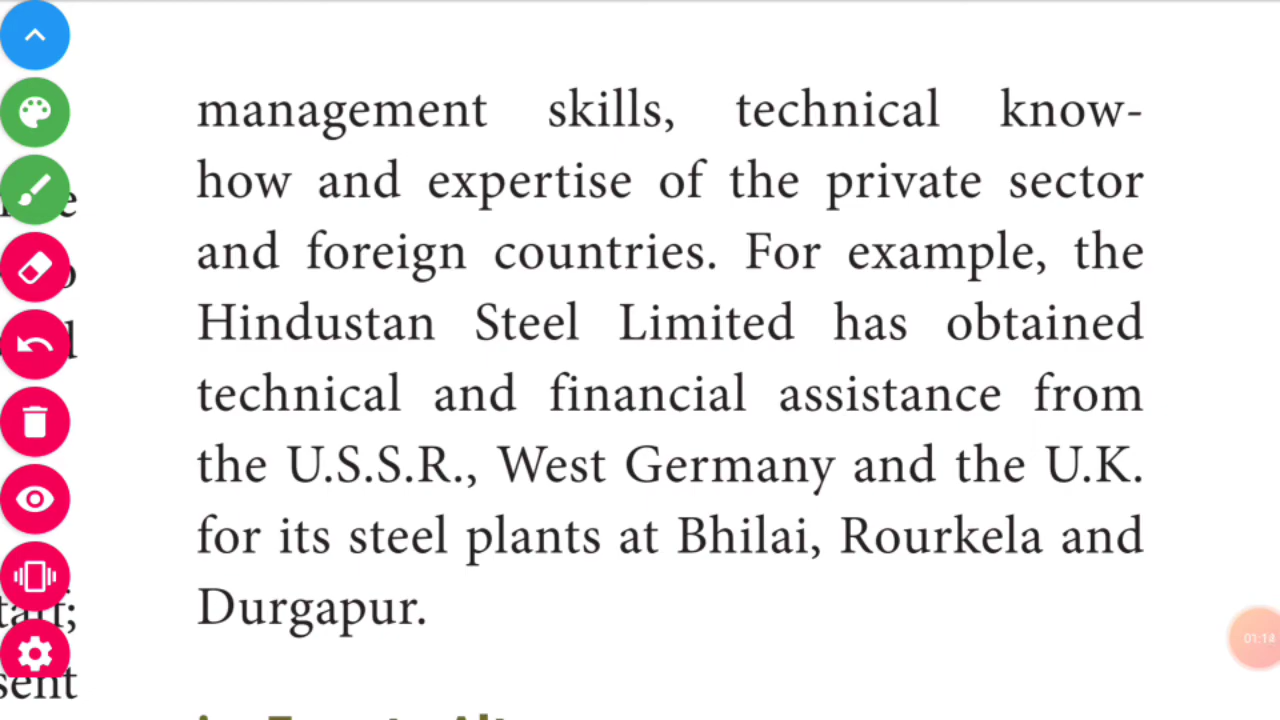 management skills, technical know-
how and expertise of the private sector
and foreign countries. For example, the
Hindustan Steel Limited has obtained
technical and financial assistance from
the U.S.S.R., West Germany and the U.K.
for its steel plants at Bhilai, Rourkela and
Durgapur.
01:14